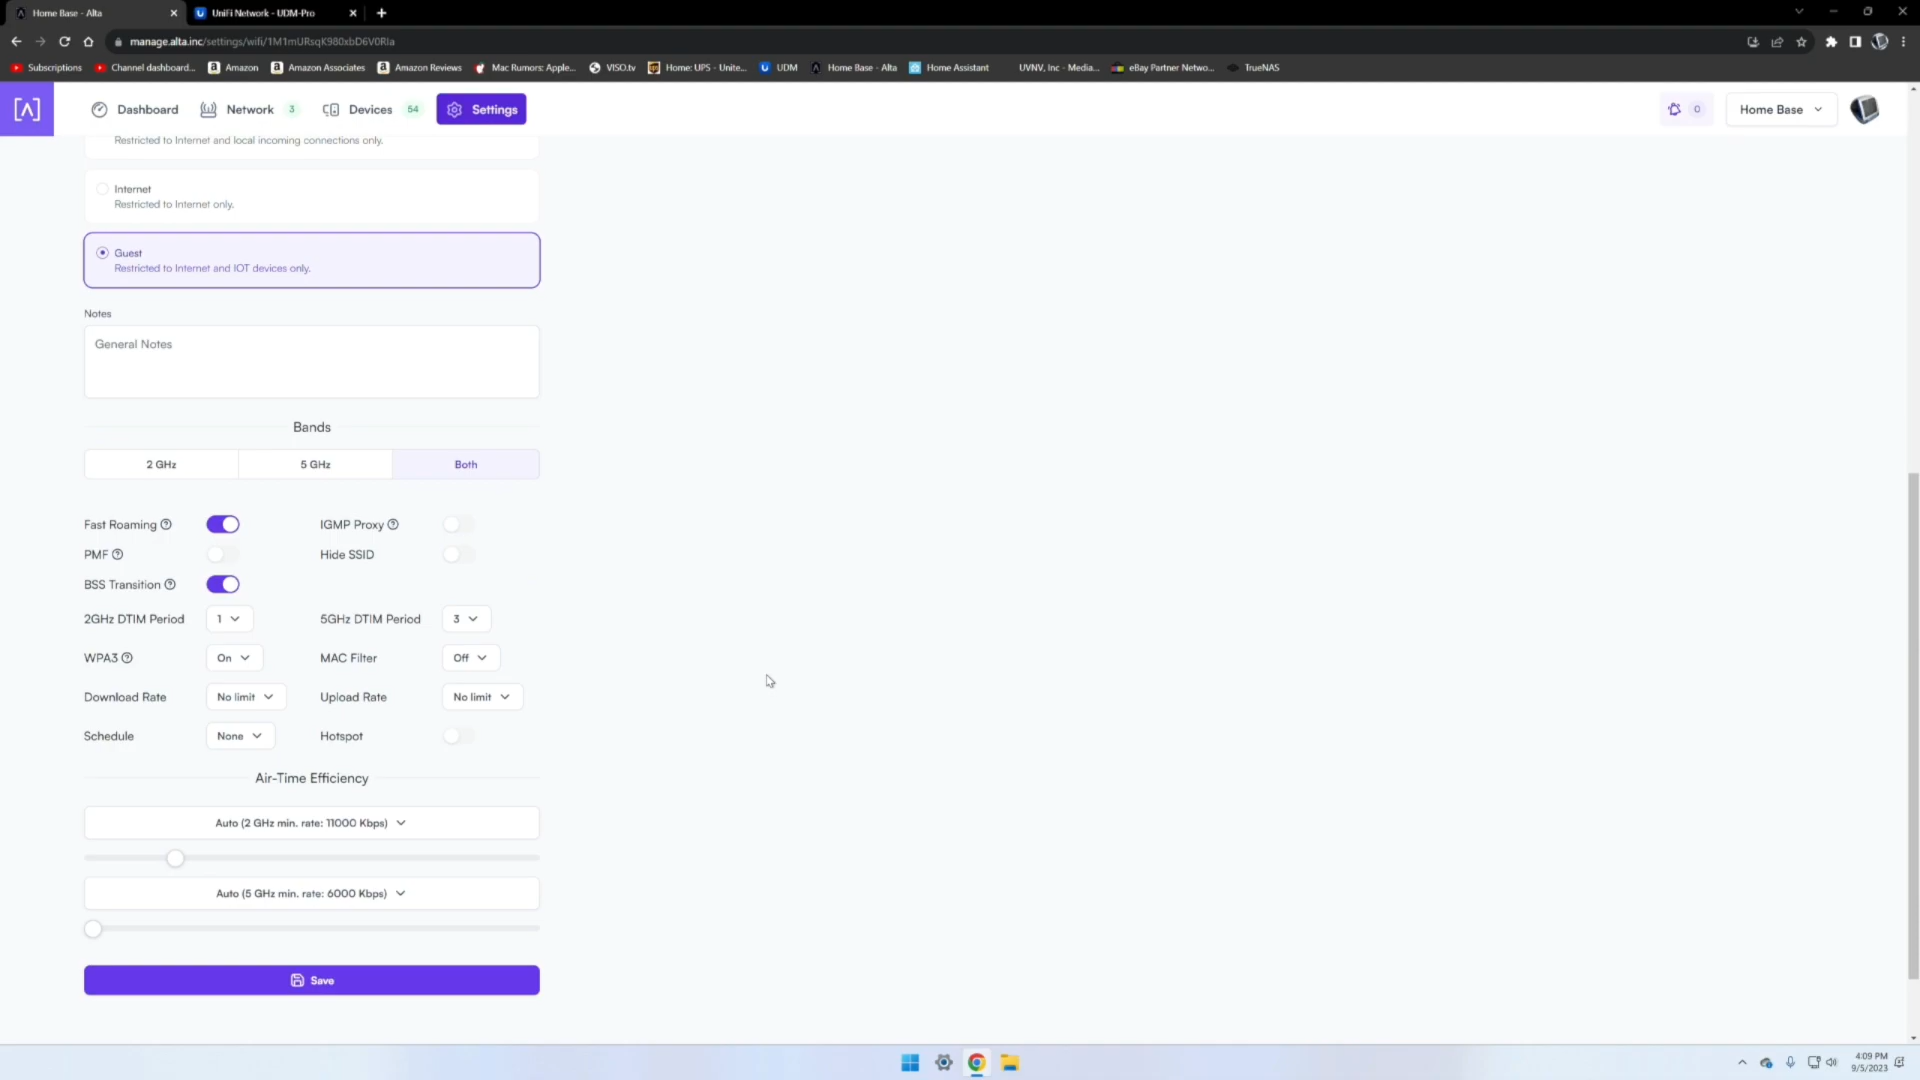 Home Base - Alta
UniFi Network - UDM-Pro
manage.alta.inc/settings/wifi/1M1mURsqK980xbD6V0RIa
Subscriptions
Channel dashboard...
Amazon
Amazon Associates
Amazon Reviews
Mac Rumors: Apple...
VISO.tv
Home: UPS - Unite...
UDM
Home Base - Alta
Home Assistant
UVNV, Inc - Media...
eBay Partner Netwo...
TrueNAS
[Λ]
Dashboard
Network 3
Devices 54
Settings
0
Home Base
Restricted to Internet and local incoming connections only.
Internet
Restricted to Internet only.
Guest
Restricted to Internet and IOT devices only.
Notes
General Notes
Bands
2 GHz 5 GHz Both
Fast Roaming IGMP Proxy
PMF Hide SSID
BSS Transition
2GHz DTIM Period 1 5GHz DTIM Period 3
WPA3 On MAC Filter Off
Download Rate No limit Upload Rate No limit
Schedule None Hotspot
Air-Time Efficiency
Auto (2 GHz min. rate: 11000 Kbps)
Auto (5 GHz min. rate: 6000 Kbps)
Save
4:09 PM
9/5/2023